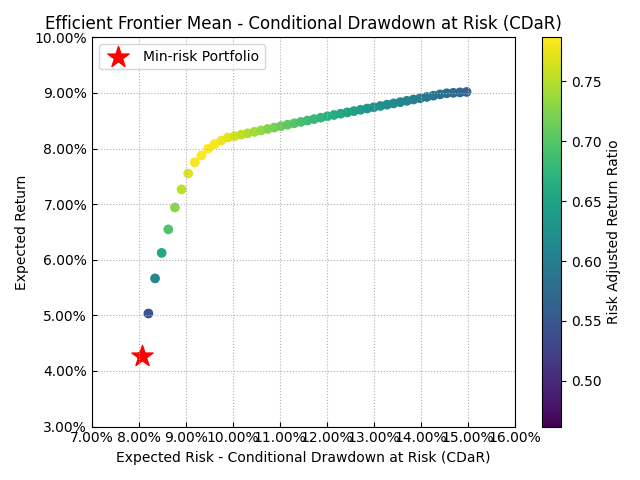 Efficient Frontier Mean - Conditional Drawdown at Risk (CDaR)
10.00%
9.00%
8.00%
7.00%
6.00%
5.00%
4.00%
3.00%
Expected Return
Min-risk Portfolio
7.00% 8.00% 9.00% 10.00% 11.00% 12.00% 13.00% 14.00% 15.00% 16.00%
Expected Risk - Conditional Drawdown at Risk (CDaR)
0.75
0.70
0.65
0.60
0.55
0.50
Risk Adjusted Return Ratio